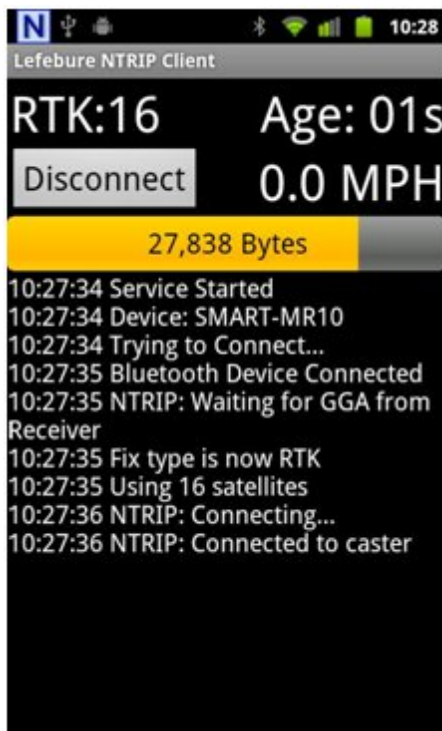 N 10:28
Lefebure NTRIP Client
RTK:16 Age: 01s
Disconnect 0.0 MPH
27,838 Bytes
10:27:34 Service Started
10:27:34 Device: SMART-MR10
10:27:34 Trying to Connect...
10:27:35 Bluetooth Device Connected
10:27:35 NTRIP: Waiting for GGA from
Receiver
10:27:35 Fix type is now RTK
10:27:35 Using 16 satellites
10:27:36 NTRIP: Connecting...
10:27:36 NTRIP: Connected to caster